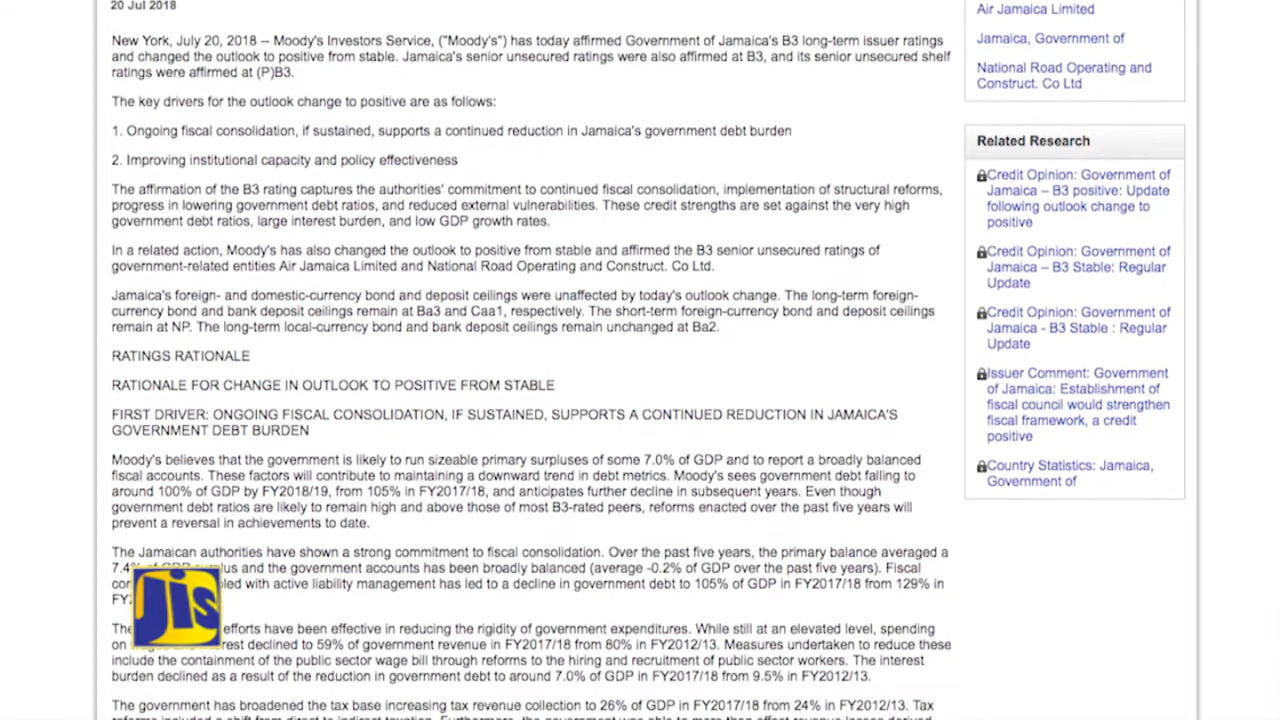 20 Jul 2018
New York, July 20, 2018 -- Moody's Investors Service, ("Moody's") has today affirmed Government of Jamaica's B3 long-term issuer ratings
and changed the outlook to positive from stable. Jamaica's senior unsecured ratings were also affirmed at B3, and its senior unsecured shelf
ratings were affirmed at (P)B3.
The key drivers for the outlook change to positive are as follows:
1. Ongoing fiscal consolidation, if sustained, supports a continued reduction in Jamaica's government debt burden
2. Improving institutional capacity and policy effectiveness
The affirmation of the B3 rating captures the authorities' commitment to continued fiscal consolidation, implementation of structural reforms,
progress in lowering government debt ratios, and reduced external vulnerabilities. These credit strengths are set against the very high
government debt ratios, large interest burden, and low GDP growth rates.
In a related action, Moody's has also changed the outlook to positive from stable and affirmed the B3 senior unsecured ratings of
government-related entities Air Jamaica Limited and National Road Operating and Construct. Co Ltd.
Jamaica's foreign- and domestic-currency bond and deposit ceilings were unaffected by today's outlook change. The long-term foreign-
currency bond and bank deposit ceilings remain at Ba3 and Caa1, respectively. The short-term foreign-currency bond and deposit ceilings
remain at NP. The long-term local-currency bond and bank deposit ceilings remain unchanged at Ba2.
RATINGS RATIONALE
RATIONALE FOR CHANGE IN OUTLOOK TO POSITIVE FROM STABLE
FIRST DRIVER: ONGOING FISCAL CONSOLIDATION, IF SUSTAINED, SUPPORTS A CONTINUED REDUCTION IN JAMAICA'S
GOVERNMENT DEBT BURDEN
Moody's believes that the government is likely to run sizeable primary surpluses of some 7.0% of GDP and to report a broadly balanced
fiscal accounts. These factors will contribute to maintaining a downward trend in debt metrics. Moody's sees government debt falling to
around 100% of GDP by FY2018/19, from 105% in FY2017/18, and anticipates further decline in subsequent years. Even though
government debt ratios are likely to remain high and above those of most B3-rated peers, reforms enacted over the past five years will
prevent a reversal in achievements to date.
The Jamaican authorities have shown a strong commitment to fiscal consolidation. Over the past five years, the primary balance averaged a
7.4% of GDP surplus and the government accounts has been broadly balanced (average -0.2% of GDP over the past five years). Fiscal
with active liability management has led to a decline in government debt to 105% of GDP in FY2017/18 from 129% in
efforts have been effective in reducing the rigidity of government expenditures. While still at an elevated level, spending
on declined to 59% of government revenue in FY2017/18 from 80% in FY2012/13. Measures undertaken to reduce these
include the containment of the public sector wage bill through reforms to the hiring and recruitment of public sector workers. The interest
burden declined as a result of the reduction in government debt to around 7.0% of GDP in FY2017/18 from 9.5% in FY2012/13.
The government has broadened the tax base increasing tax revenue collection to 26% of GDP in FY2017/18 from 24% in FY2012/13. Tax
jis
Air Jamaica Limited
Jamaica, Government of
National Road Operating and
Construct. Co Ltd
Related Research
Credit Opinion: Government of
Jamaica – B3 positive: Update
following outlook change to
positive
Credit Opinion: Government of
Jamaica – B3 Stable: Regular
Update
Credit Opinion: Government of
Jamaica - B3 Stable : Regular
Update
Issuer Comment: Government
of Jamaica: Establishment of
fiscal council would strengthen
fiscal framework, a credit
positive
Country Statistics: Jamaica,
Government of